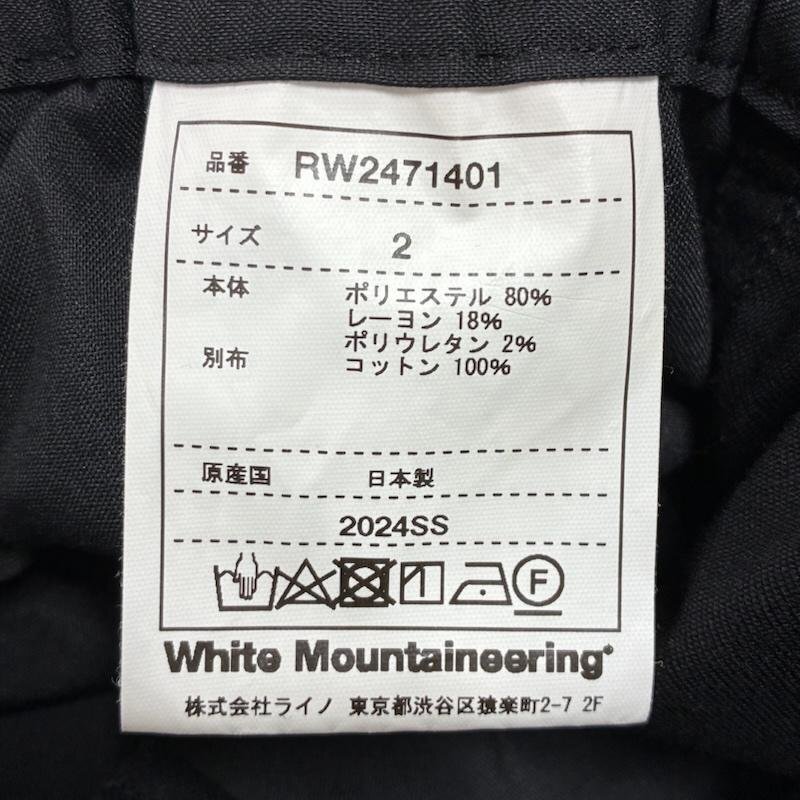 品番 RW2471401
サイズ 2
本体 ポリエステル 80%
レーヨン 18%
ポリウレタン 2%
別布 コットン 100%
原産国 日本製
2024SS
F
White Mountaineering
株式会社ライノ 東京都渋谷区猿楽町2-7 2F